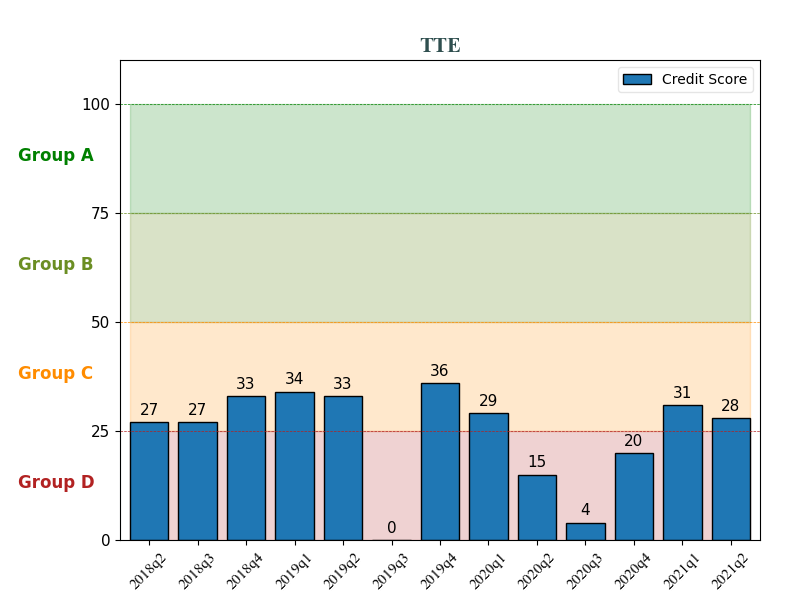 TTE
Credit Score
100
Group A
75
Group B
50
Group C
25
Group D
0
27
27
33
34
33
0
36
29
15
4
20
31
28
2018q2
2018q3
2018q4
2019q1
2019q2
2019q3
2019q4
2020q1
2020q2
2020q3
2020q4
2021q1
2021q2